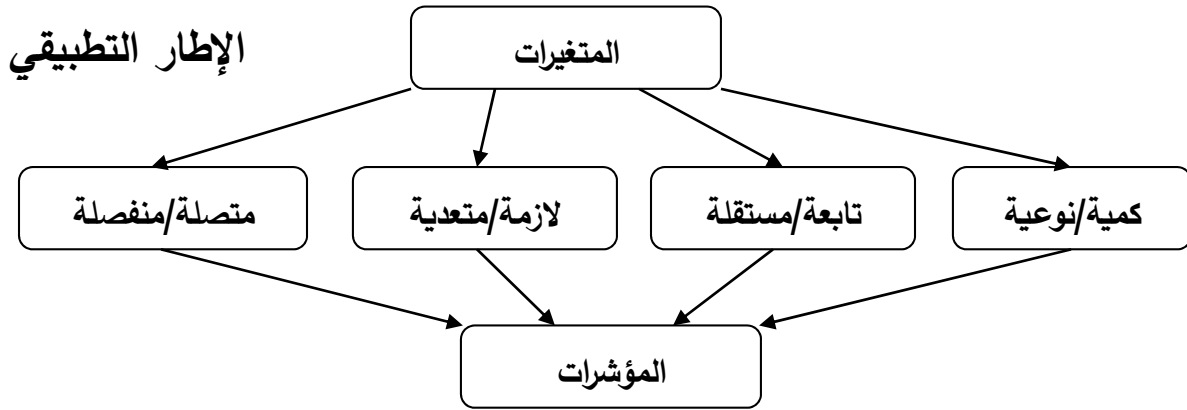 الإطار التطبيقي
المتغيرات
كمية/نوعية
تابعة/مستقلة
لازمة/متعدية
متصلة/منفصلة
المؤشرات